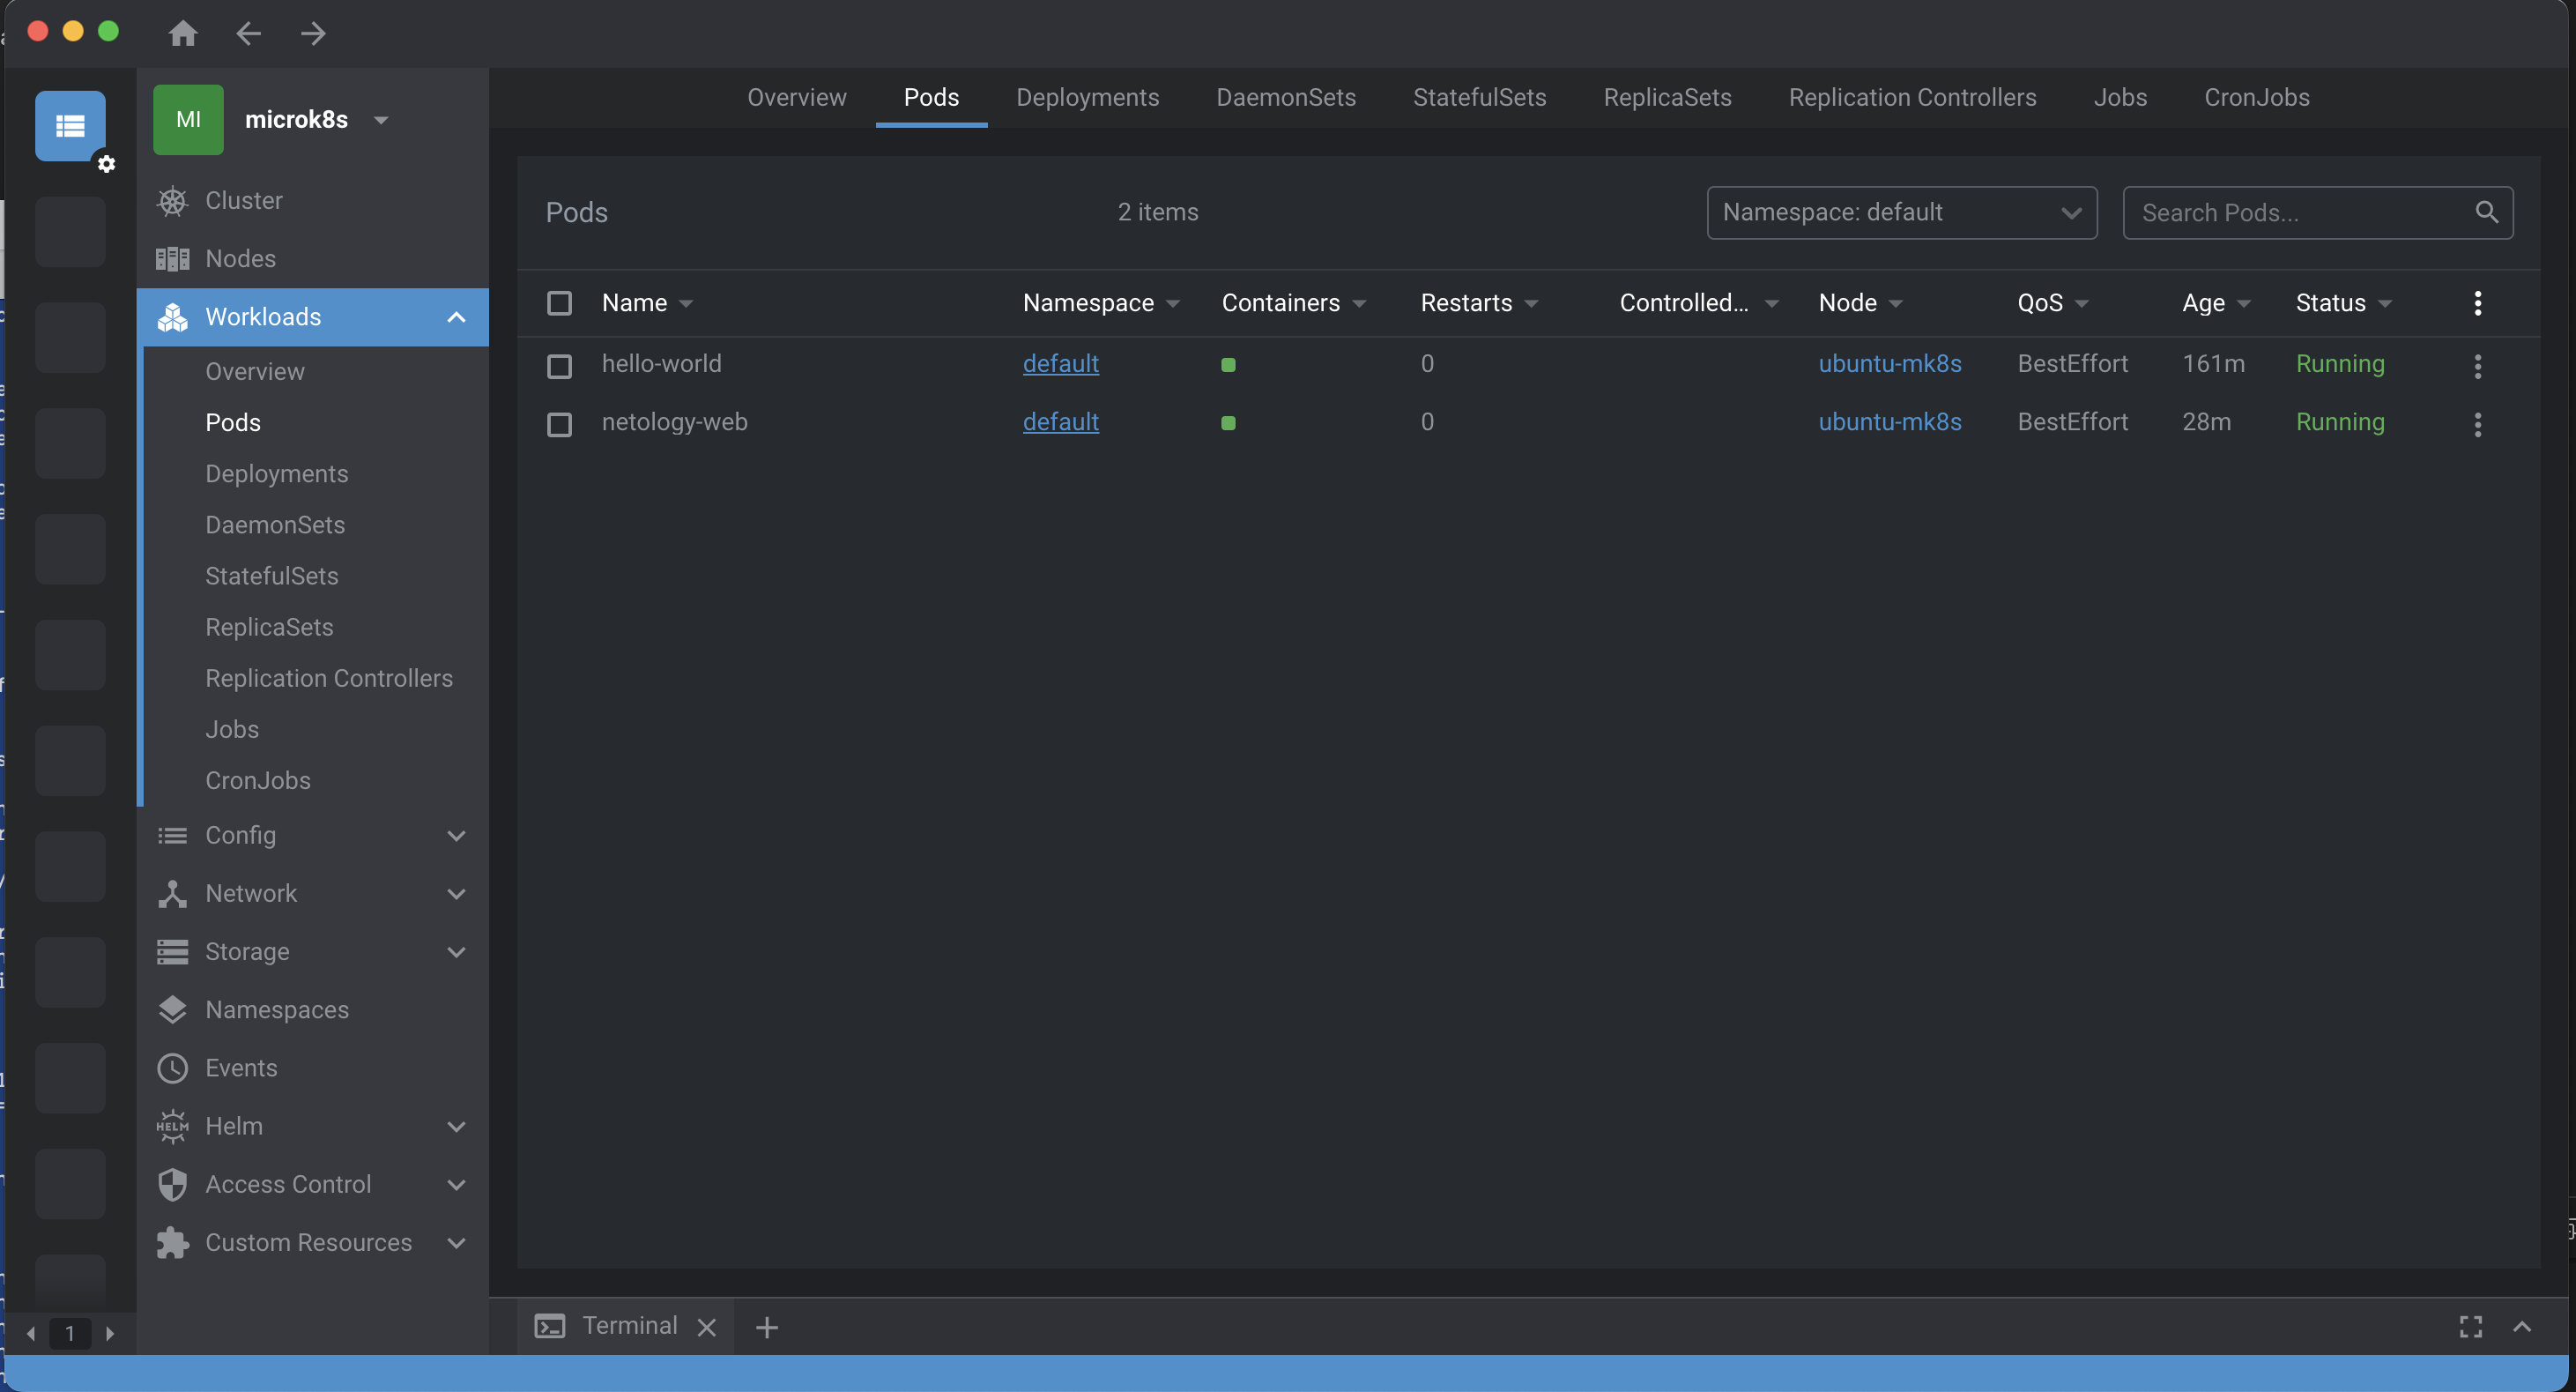 MI
microk8s
Cluster
Nodes
Workloads
Overview
Pods
Deployments
DaemonSets
StatefulSets
ReplicaSets
Replication Controllers
Jobs
CronJobs
Config
Network
Storage
Namespaces
Events
HELM
Helm
Access Control
Custom Resources
1
Overview Pods Deployments DaemonSets StatefulSets ReplicaSets Replication Controllers Jobs CronJobs
Pods 2 items Namespace: default Search Pods...
Name Namespace Containers Restarts Controlled... Node QoS Age Status
hello-world default 0 ubuntu-mk8s BestEffort 161m Running
netology-web default 0 ubuntu-mk8s BestEffort 28m Running
Terminal